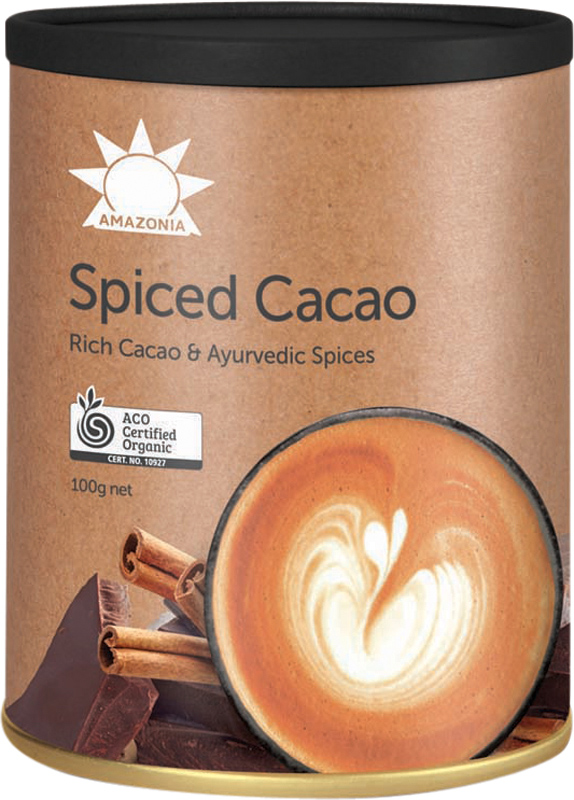 AMAZONIA
Spiced Cacao
Rich Cacao & Ayurvedic Spices
ACO
Certified
Organic
CERT. NO. 10927
100g net